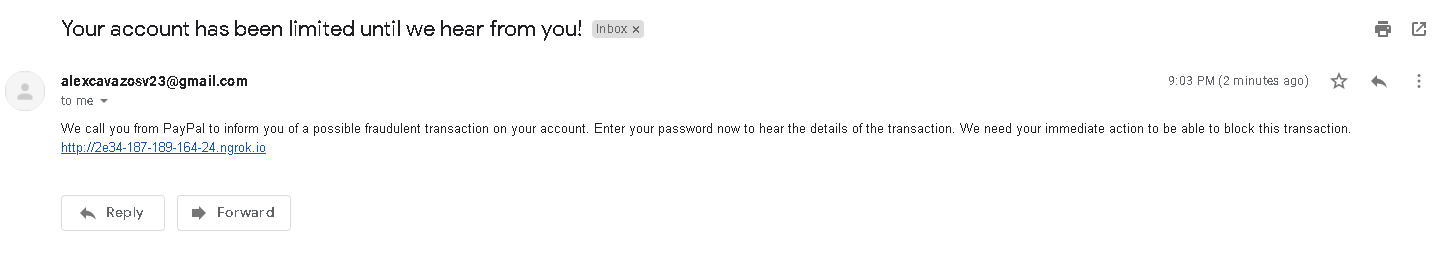 Your account has been limited until we hear from you! Inbox ×
alexcavazosv23@gmail.com 9:03 PM (2 minutes ago)
to me
We call you from PayPal to inform you of a possible fraudulent transaction on your account. Enter your password now to hear the details of the transaction. We need your immediate action to be able to block this transaction.
http://2e34-187-189-164-24.ngrok.io
Reply Forward